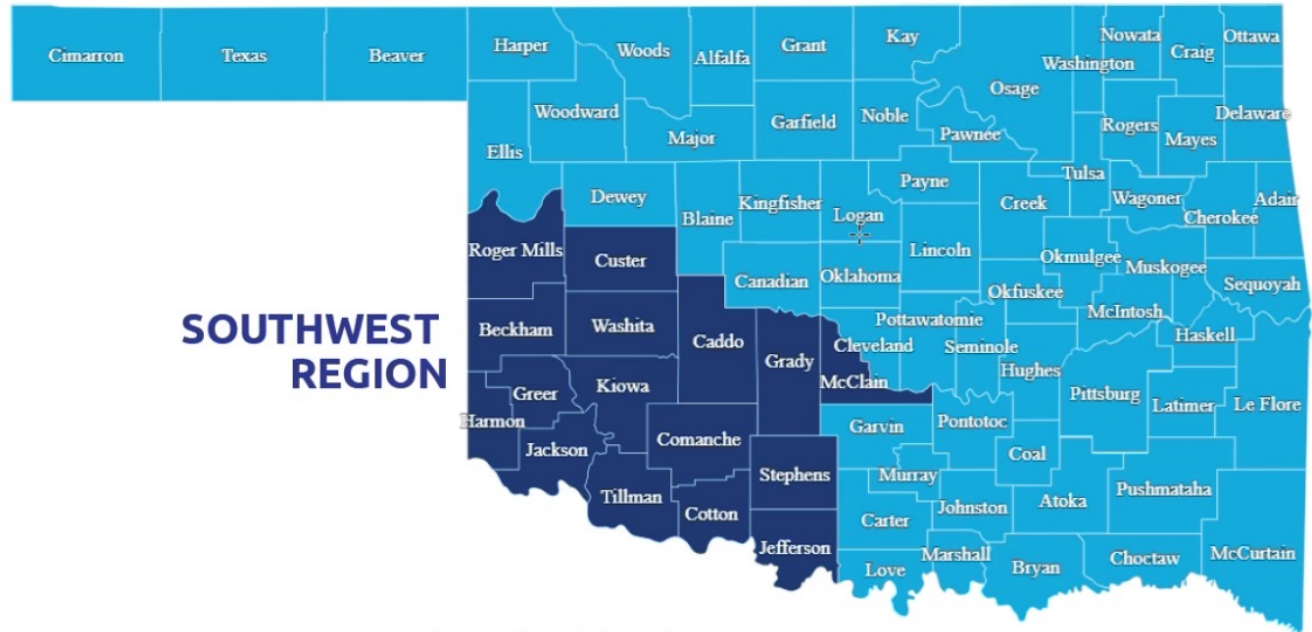 Cimarron
Texas
Beaver
Harper
Woods
Alfalfa
Grant
Kay
Osage
Washington
Nowata
Craig
Ottawa
Ellis
Woodward
Major
Garfield
Noble
Pawnee
Rogers
Mayes
Delaware
Dewey
Blaine
Kingfisher
Logan
Payne
Creek
Tulsa
Wagoner
Cherokee
Adair
Roger Mills
Custer
Canadian
Oklahoma
Lincoln
Okfuskee
Okmulgee
Muskogee
Sequoyah
SOUTHWEST
REGION
Beckham
Washita
Caddo
Grady
Cleveland
McClain
Pottawatomie
Seminole
Hughes
McIntosh
Haskell
Harmon
Greer
Kiowa
Jackson
Comanche
Garvin
Pontotoc
Pittsburg
Latimer
Le Flore
Tillman
Cotton
Stephens
Murray
Coal
Carter
Johnston
Atoka
Pushmataha
Jefferson
Love
Marshall
Bryan
Choctaw
McCurtain